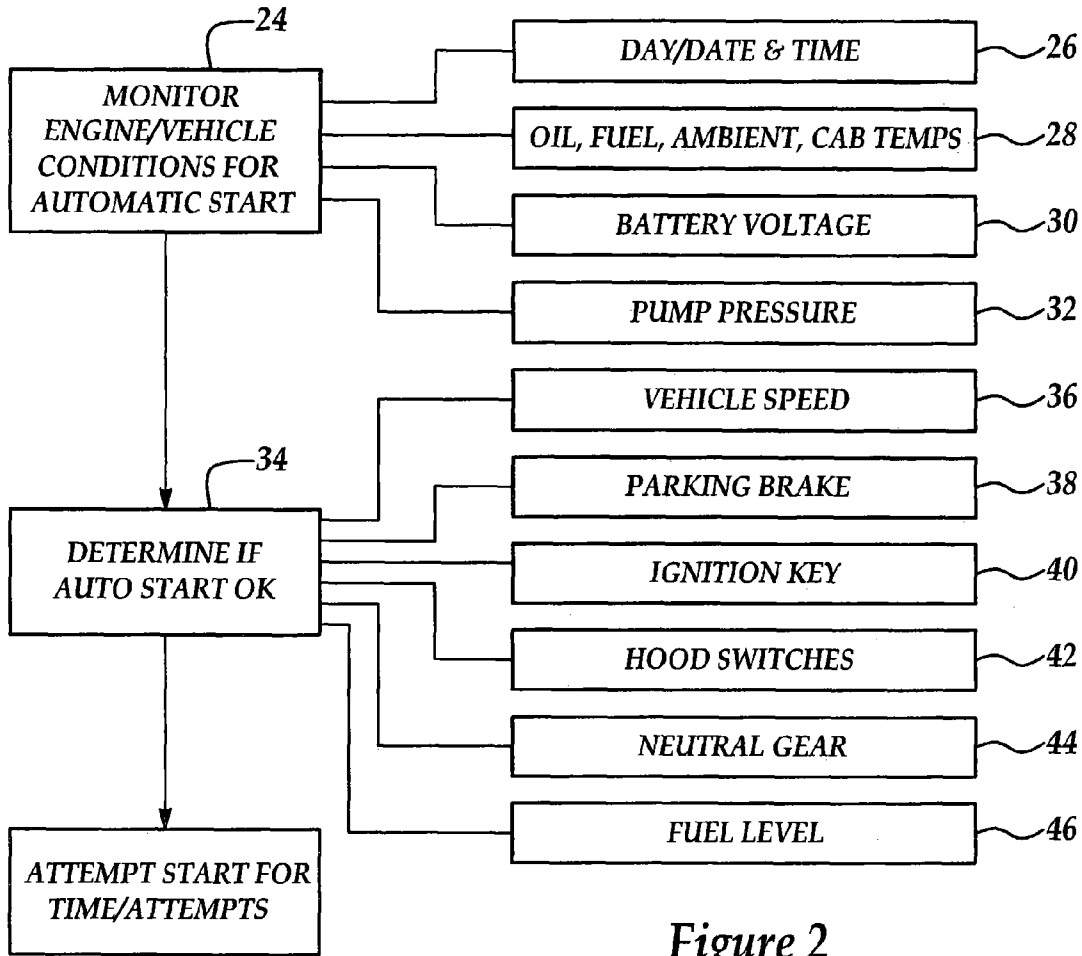 24
MONITOR
ENGINE/VEHICLE
CONDITIONS FOR
AUTOMATIC START
DAY/DATE & TIME
26
OIL, FUEL, AMBIENT, CAB TEMPS
28
BATTERY VOLTAGE
30
PUMP PRESSURE
32
34
DETERMINE IF
AUTO START OK
VEHICLE SPEED
36
PARKING BRAKE
38
IGNITION KEY
40
HOOD SWITCHES
42
NEUTRAL GEAR
44
FUEL LEVEL
46
ATTEMPT START FOR
TIME/ATTEMPTS
Figure 2